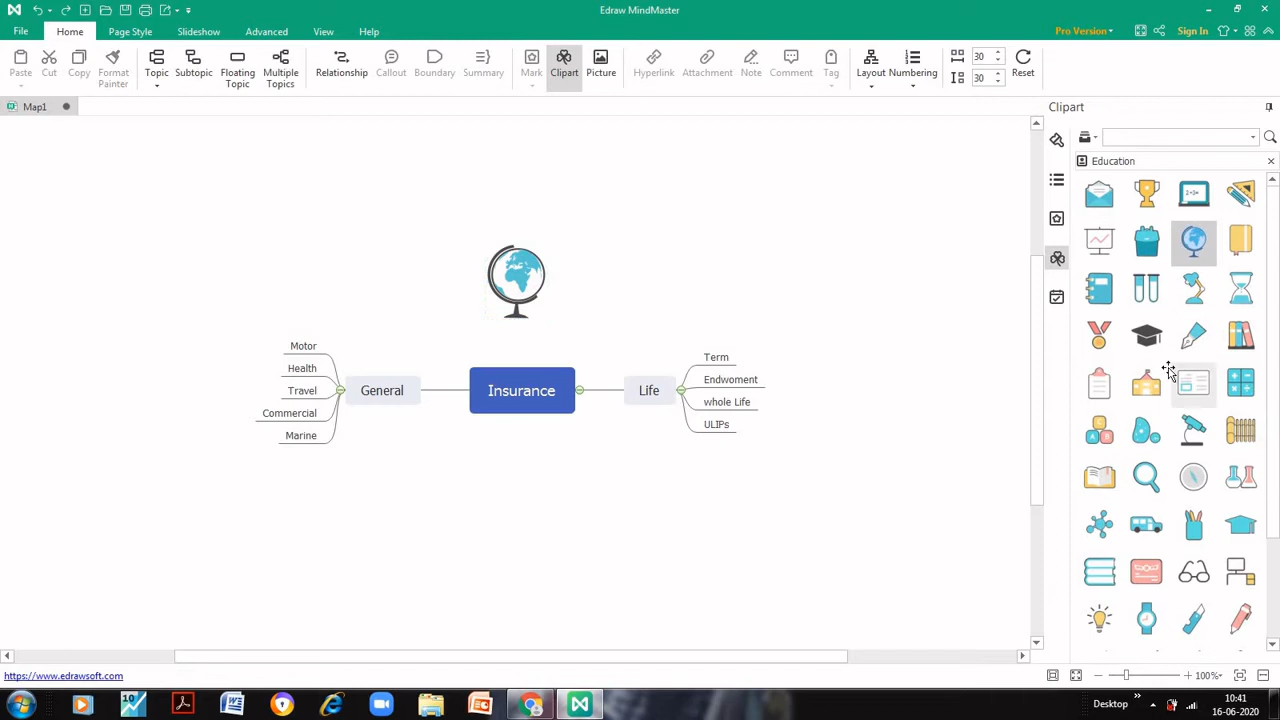 Edraw MindMaster
File
Home
Page Style
Slideshow
Advanced
View
Help
Pro Version
Sign In
Paste
Cut
Copy
Format Painter
Topic
Subtopic
Floating Topic
Multiple Topics
Relationship
Callout
Boundary
Summary
Mark
Clipart
Picture
Hyperlink
Attachment
Note
Comment
Tag
Layout
Numbering
30
30
Reset
Map1
Clipart
Education
Motor
Health
Travel
Commercial
Marine
General
Insurance
Life
Term
Endwoment
whole Life
ULIPs
https://www.edrawsoft.com
100%
Desktop
10:41
16-06-2020